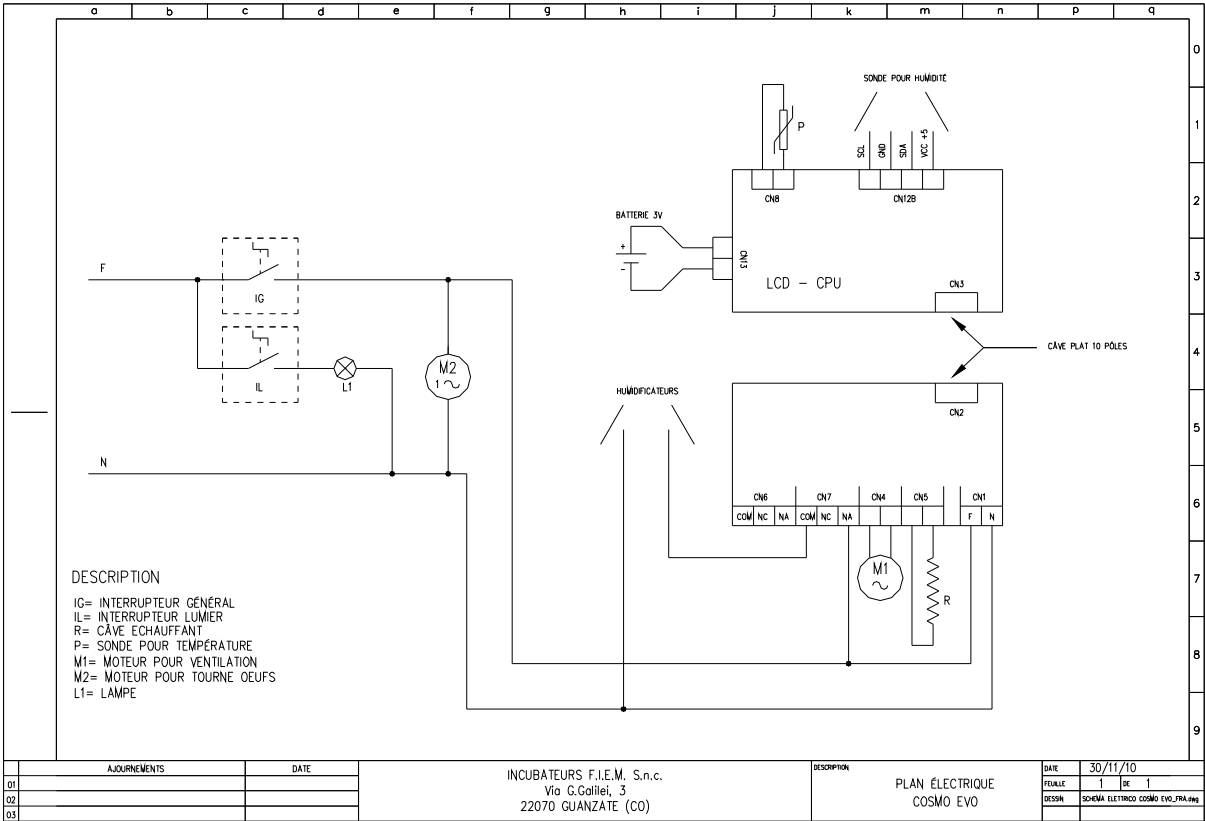 a b c d e f g h i j k l m n p q
0
1
2
3
4
5
6
7
8
9
SONDE POUR HUMIDITÉ
P
SCL
GND
SDA
VCC +5
CN8
CN12B
BATTERIE 3V
+
-
CN13
LCD - CPU
CN3
F
IG
IL
L1
M2
1 ~
N
CÂVE PLAT 10 PÔLES
HUMIDIFICATEURS
CN2
CN6 CN7 CN4 CN5 CN1
COM NC NA COM NC NA F N
M1
~
R
DESCRIPTION
IG= INTERRUPTEUR GÉNÉRAL
IL= INTERRUPTEUR LUMIER
R= CÂVE ECHAUFFANT
P= SONDE POUR TEMPÉRATURE
M1= MOTEUR POUR VENTILATION
M2= MOTEUR POUR TOURNE OEUFS
L1= LAMPE
AJOURNEMENTS DATE
01
02
03
INCUBATEURS F.I.E.M. S.n.c.
Via G.Galilei, 3
22070 GUANZATE (CO)
DESCRIPTION
PLAN ÉLECTRIQUE
COSMO EVO
DATE 30/11/10
FEUILLE 1 DE 1
DESSIN SCHEMA ELETTRICO COSMO EVO_FRA.dwg